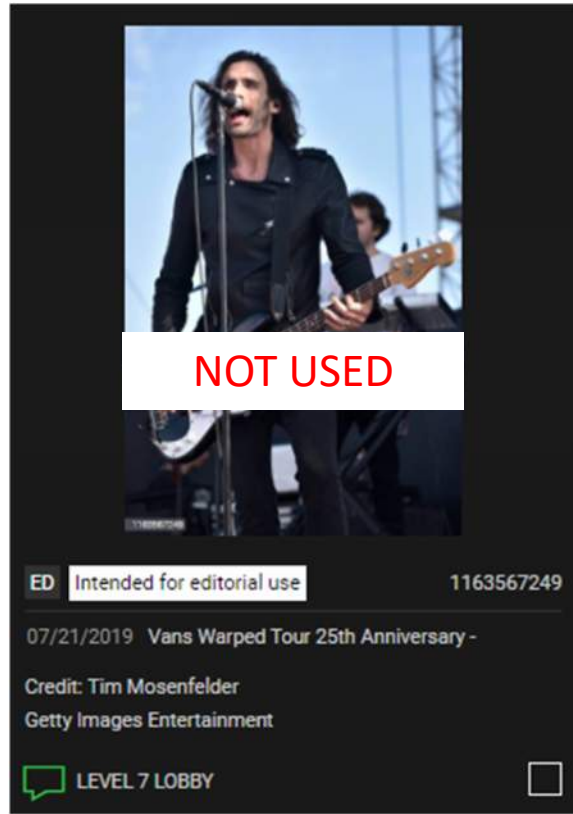 NOT USED
1163567249
ED Intended for editorial use 1163567249
07/21/2019 Vans Warped Tour 25th Anniversary -
Credit: Tim Mosenfelder
Getty Images Entertainment
LEVEL 7 LOBBY